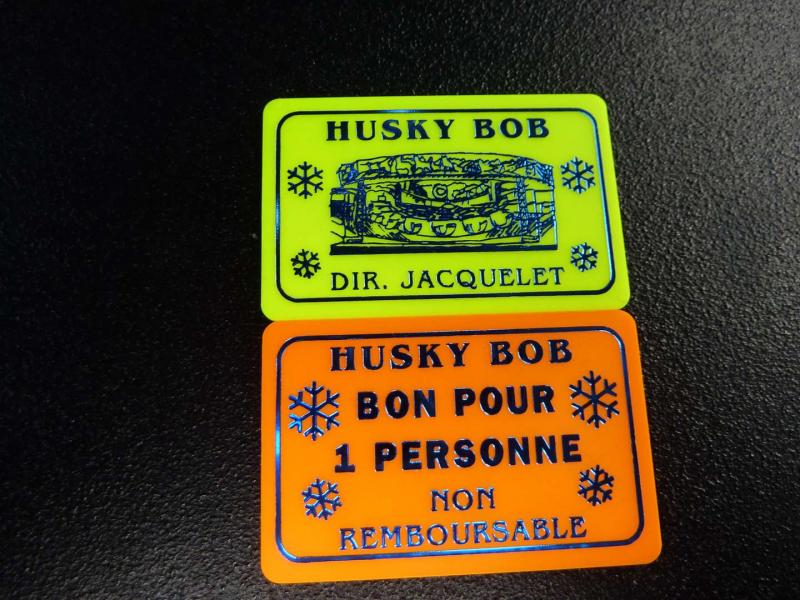 HUSKY BOB
DIR. JACQUELET
HUSKY BOB
BON POUR
1 PERSONNE
NON
REMBOURSABLE